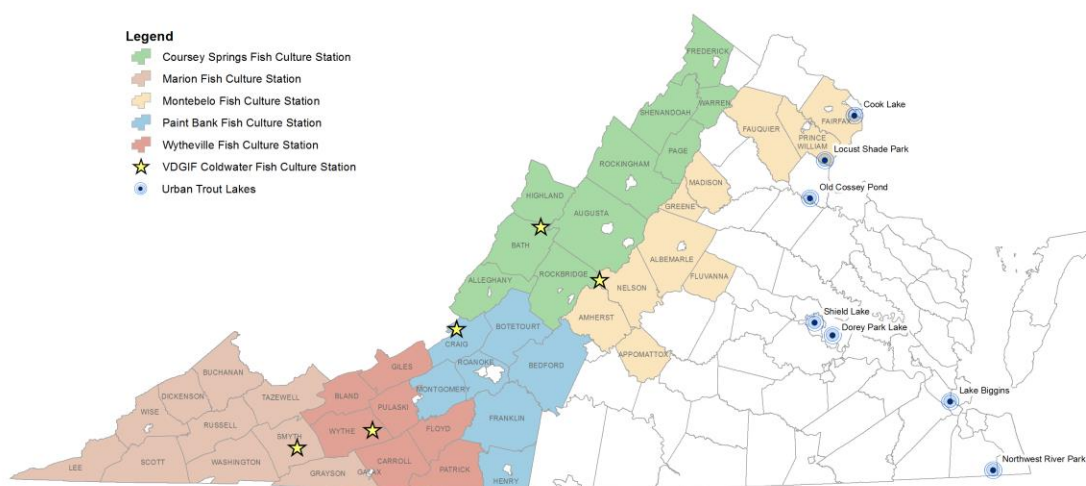 Legend
Coursey Springs Fish Culture Station
Marion Fish Culture Station
Montebelo Fish Culture Station
Paint Bank Fish Culture Station
Wytheville Fish Culture Station
VDGIF Coldwater Fish Culture Station
Urban Trout Lakes
FREDERICK
WARREN
SHENANDOAH
PAGE
ROCKINGHAM
HIGHLAND
AUGUSTA
BATH
ROCKBRIDGE
ALLEGHANY
FAIRFAX
FAUQUIER
PRINCE
WILLIAM
MADISON
GREENE
ALBEMARLE
FLUVANNA
NELSON
AMHERST
APPOMATTOX
BOTETOURT
CRAIG
ROANOKE
BEDFORD
MONTGOMERY
FRANKLIN
HENRY
GILES
BLAND
PULASKI
WYTHE
FLOYD
CARROLL
GALAX
PATRICK
BUCHANAN
DICKENSON
TAZEWELL
WISE
RUSSELL
SMYTH
LEE
SCOTT
WASHINGTON
GRAYSON
Cook Lake
Locust Shade Park
Old Cossey Pond
Shield Lake
Dorey Park Lake
Lake Biggins
Northwest River Park